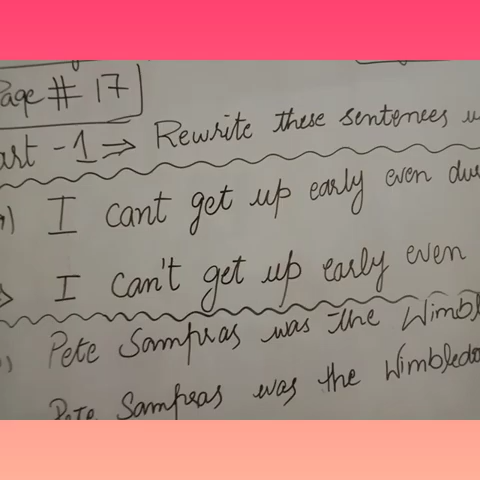 Page # 17
Part -1 ⇒ Rewrite these sentences
I cant get up early even
I can't get up early even
Pete Sampras was the
Pete Sampras was the